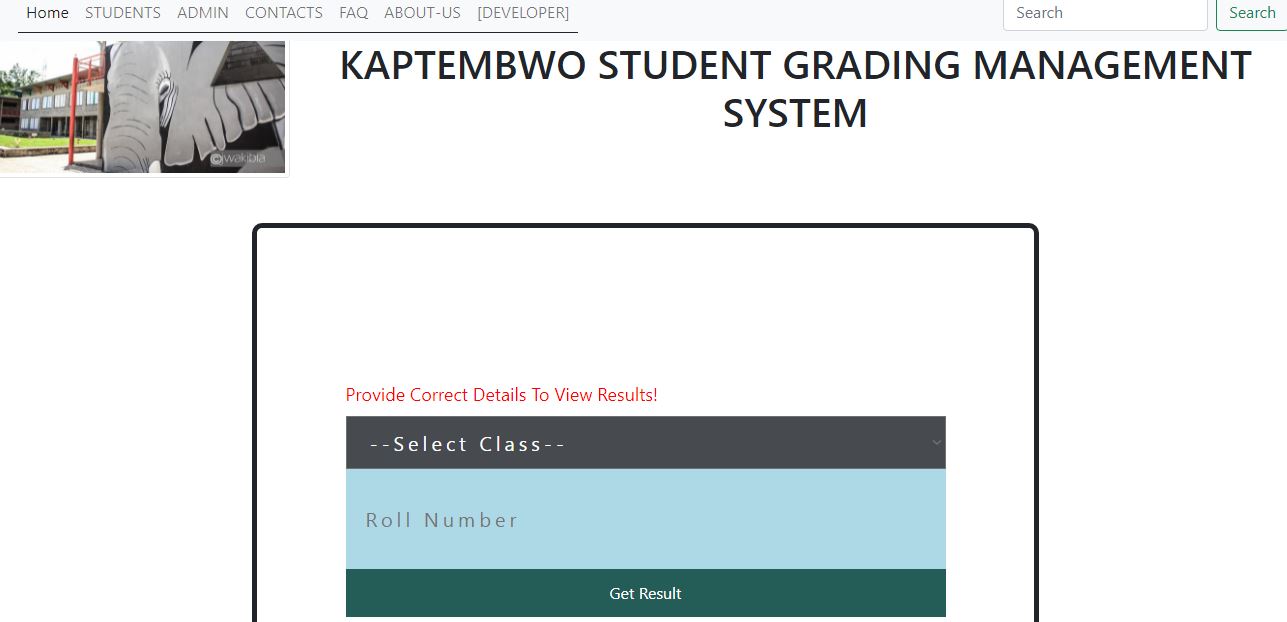 Home STUDENTS ADMIN CONTACTS FAQ ABOUT-US [DEVELOPER] Search Search
KAPTEMBWO STUDENT GRADING MANAGEMENT
SYSTEM
©iwakibia
Provide Correct Details To View Results!
--Select Class--
Roll Number
Get Result